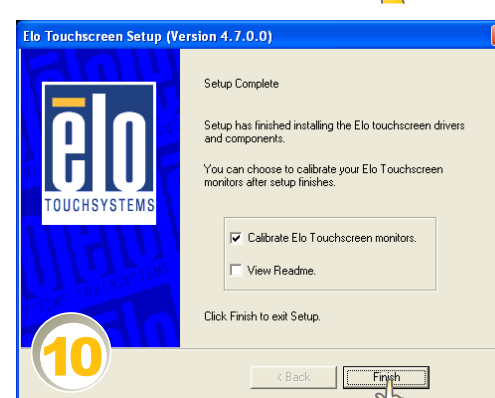 Elo Touchscreen Setup (Version 4.7.0.0)
elo
TOUCHSYSTEMS
Setup Complete
Setup has finished installing the Elo touchscreen drivers
and components.
You can choose to calibrate your Elo Touchscreen
monitors after setup finishes.
Calibrate Elo Touchscreen monitors.
View Readme.
Click Finish to exit Setup.
10
< Back
Finish